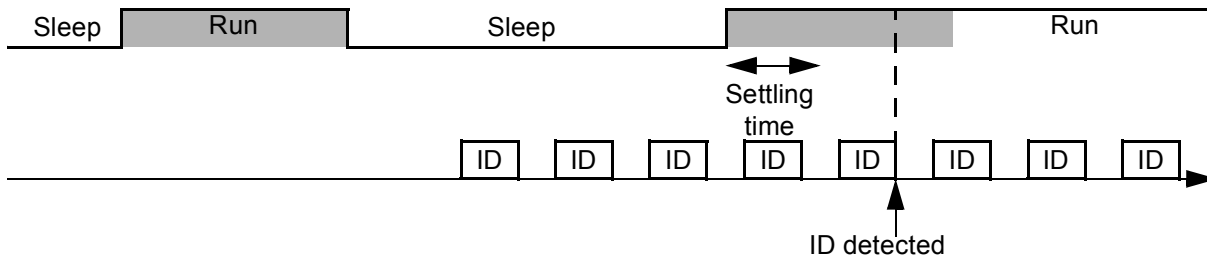 Sleep
Run
Sleep
Run
Settling
time
ID
ID
ID
ID
ID
ID
ID
ID
ID detected